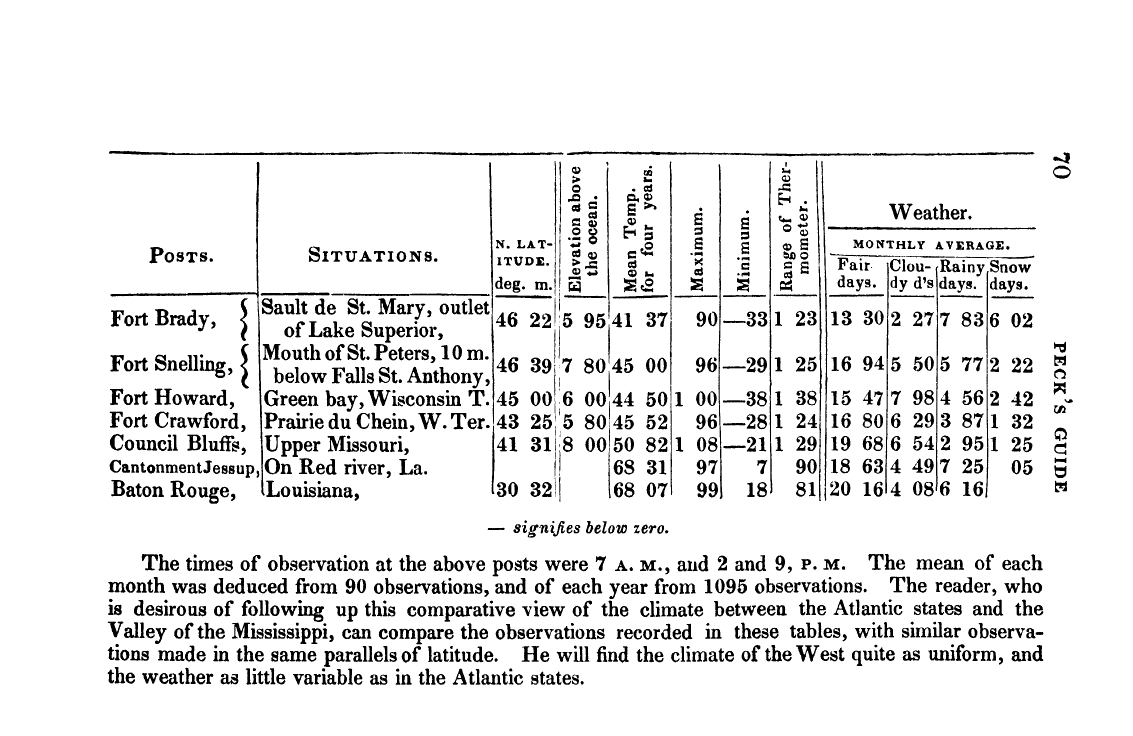 70 PECK'S GUIDE
POSTS. SITUATIONS. N. LATITUDE. deg. m. Elevation above the ocean. Mean Temp. for four years. Maximum. Minimum. Range of Thermometer. Weather.
MONTHLY AVERAGE.
Fair days. Cloudy d's Rainy days. Snow days.
Fort Brady, { Sault de St. Mary, outlet
of Lake Superior, 46 22 5 95 41 37 90 —33 1 23 13 30 2 27 7 83 6 02
Fort Snelling, { Mouth of St. Peters, 10 m.
below Falls St. Anthony, 46 39 7 80 45 00 96 —29 1 25 16 94 5 50 5 77 2 22
Fort Howard, Green bay, Wisconsin T. 45 00 6 00 44 50 1 00 —38 1 38 15 47 7 98 4 56 2 42
Fort Crawford, Prairie du Chein, W. Ter. 43 25 5 80 45 52 96 —28 1 24 16 80 6 29 3 87 1 32
Council Bluffs, Upper Missouri, 41 31 8 00 50 82 1 08 —21 1 29 19 68 6 54 2 95 1 25
Cantonment Jessup, On Red river, La. 68 31 97 7 90 18 63 4 49 7 25 05
Baton Rouge, Louisiana, 30 32 68 07 99 18 81 20 16 4 08 6 16
— signifies below zero.
The times of observation at the above posts were 7 A. M., and 2 and 9, P. M. The mean of each
month was deduced from 90 observations, and of each year from 1095 observations. The reader, who
is desirous of following up this comparative view of the climate between the Atlantic states and the
Valley of the Mississippi, can compare the observations recorded in these tables, with similar observa-
tions made in the same parallels of latitude. He will find the climate of the West quite as uniform, and
the weather as little variable as in the Atlantic states.